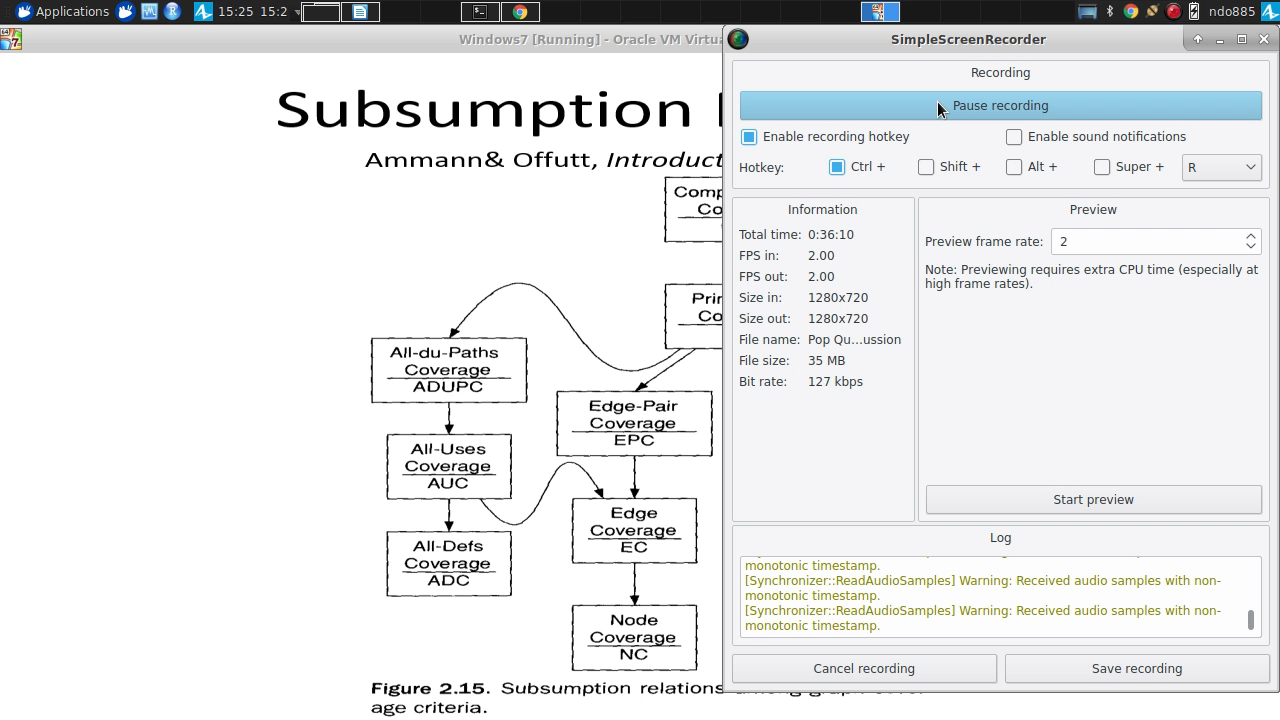 Applications 15:25 15:2 ndo885
Windows7 [Running] - Oracle VM Virtu
SimpleScreenRecorder
Subsumption
Ammann& Offutt, Introduct
Comp
Co
Prin
Co
All-du-Paths
Coverage
ADUPC
Edge-Pair
Coverage
EPC
All-Uses
Coverage
AUC
Edge
Coverage
EC
All-Defs
Coverage
ADC
Node
Coverage
NC
Figure 2.15. Subsumption relations
age criteria.
Recording
Pause recording
Enable recording hotkey Enable sound notifications
Hotkey: Ctrl + Shift + Alt + Super + R
Information
Total time: 0:36:10
FPS in: 2.00
FPS out: 2.00
Size in: 1280x720
Size out: 1280x720
File name: Pop Qu...ussion
File size: 35 MB
Bit rate: 127 kbps
Preview
Preview frame rate: 2
Note: Previewing requires extra CPU time (especially at
high frame rates).
Start preview
Log
monotonic timestamp.
[Synchronizer::ReadAudioSamples] Warning: Received audio samples with non-
monotonic timestamp.
[Synchronizer::ReadAudioSamples] Warning: Received audio samples with non-
monotonic timestamp.
Cancel recording Save recording